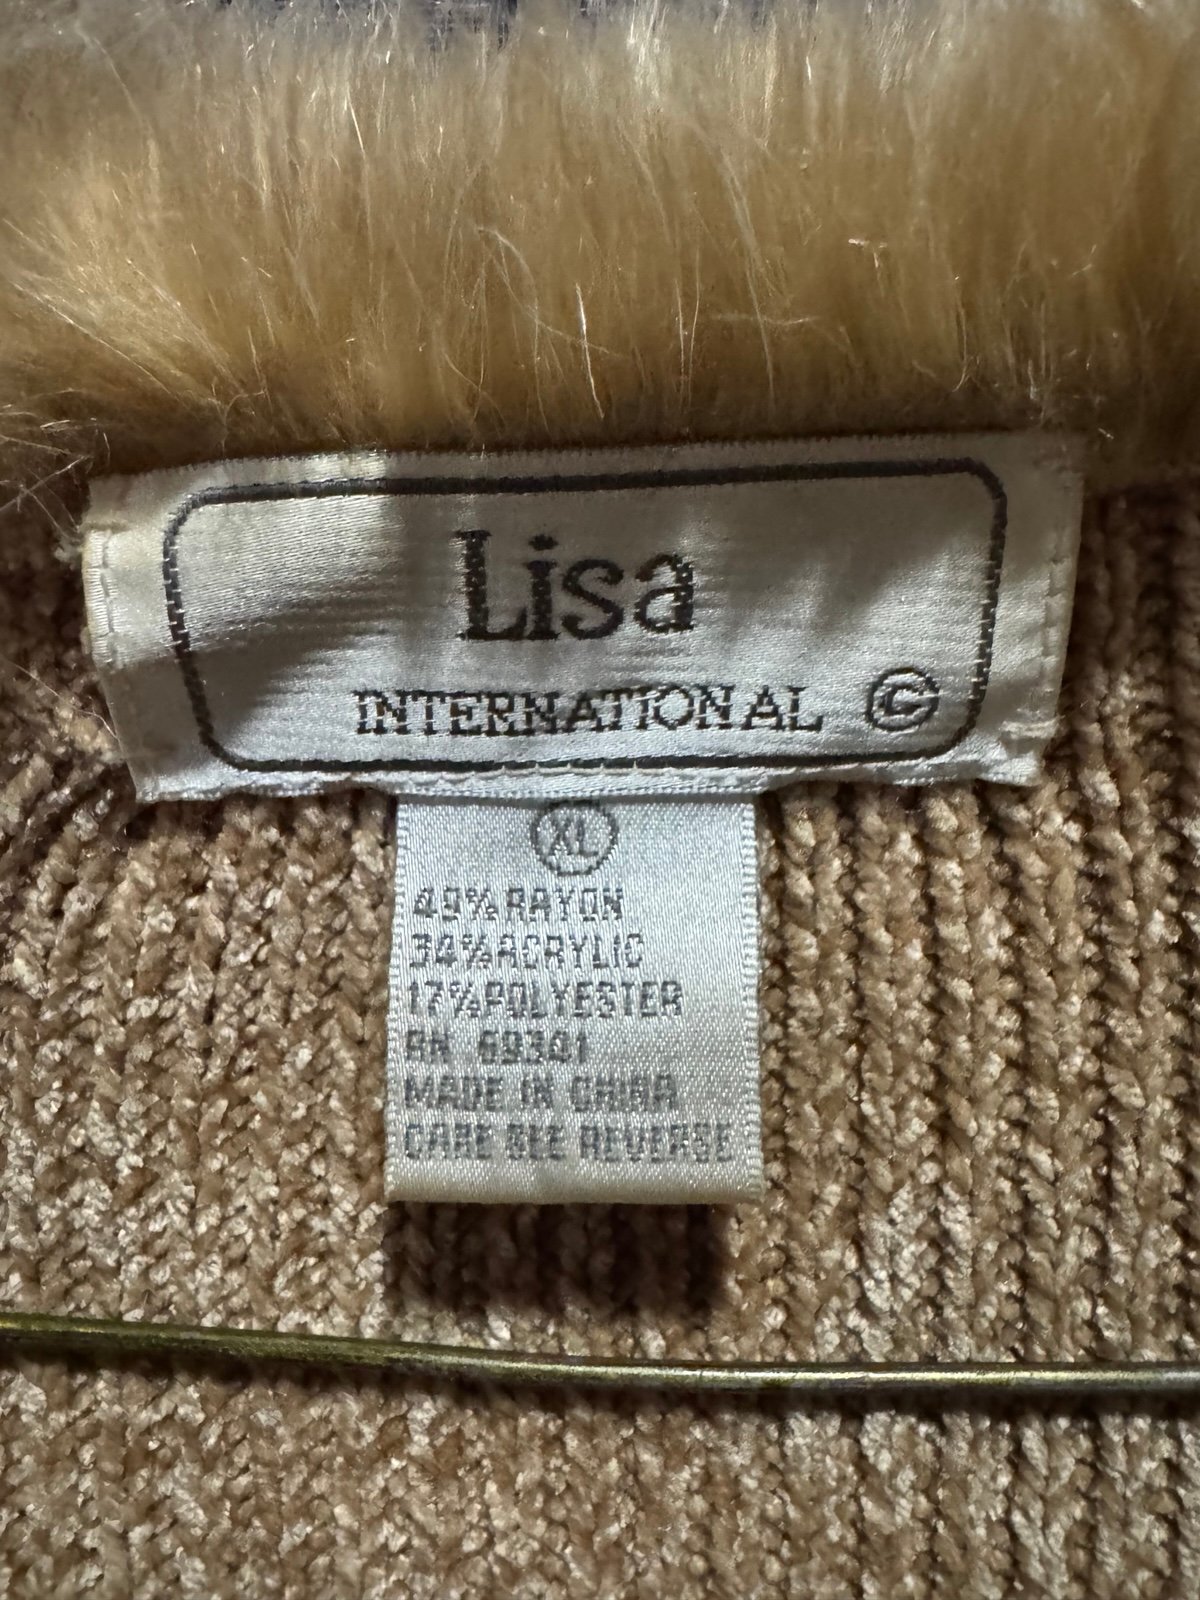 Lisa
INTERNATIONAL ©
XL
49% RAYON
34% ACRYLIC
17% POLYESTER
RN 69341
MADE IN CHINA
CARE SEE REVERSE